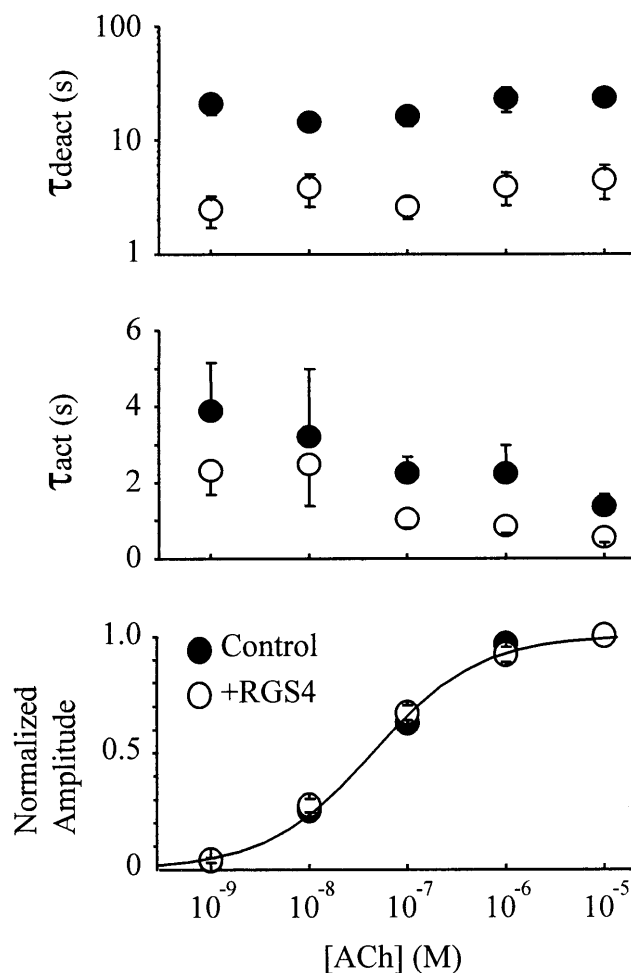 100
10
1
τdeact (s)
6
4
2
0
τact (s)
1.0
0.5
0
Normalized
Amplitude
Control
+RGS4
10⁻⁹ 10⁻⁸ 10⁻⁷ 10⁻⁶ 10⁻⁵
[ACh] (M)